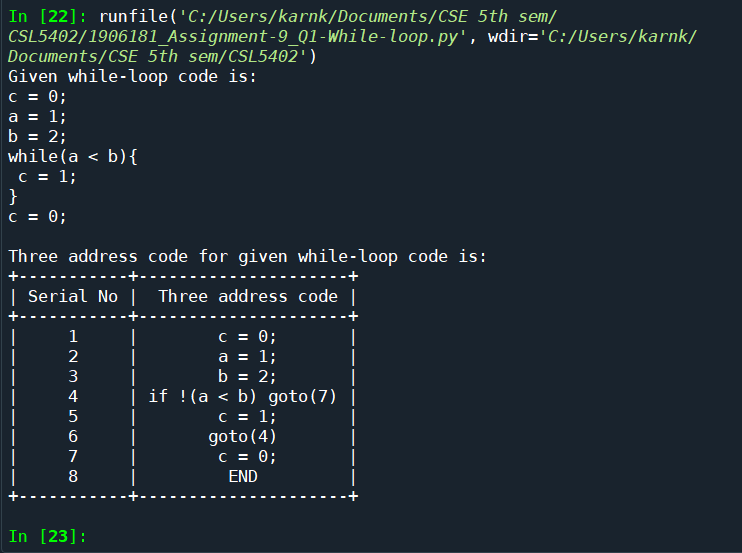 In [22]: runfile('C:/Users/karnk/Documents/CSE 5th sem/
CSL5402/1906181_Assignment-9_Q1-While-loop.py', wdir='C:/Users/karnk/
Documents/CSE 5th sem/CSL5402')
Given while-loop code is:
c = 0;
a = 1;
b = 2;
while(a < b){
 c = 1;
}
c = 0;

Three address code for given while-loop code is:
+-----------+---------------------+
| Serial No |  Three address code |
+-----------+---------------------+
|     1     |        c = 0;       |
|     2     |        a = 1;       |
|     3     |        b = 2;       |
|     4     | if !(a < b) goto(7) |
|     5     |        c = 1;       |
|     6     |       goto(4)       |
|     7     |        c = 0;       |
|     8     |         END         |
+-----------+---------------------+

In [23]: